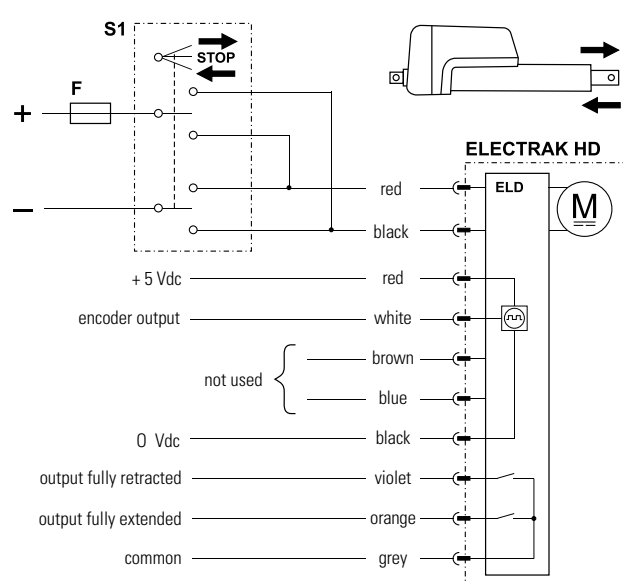 S1
STOP
F
+
–
ELECTRAK HD
ELD
M
red
black
+ 5 Vdc red
encoder output white
not used
brown
blue
0 Vdc black
output fully retracted violet
output fully extended orange
common grey